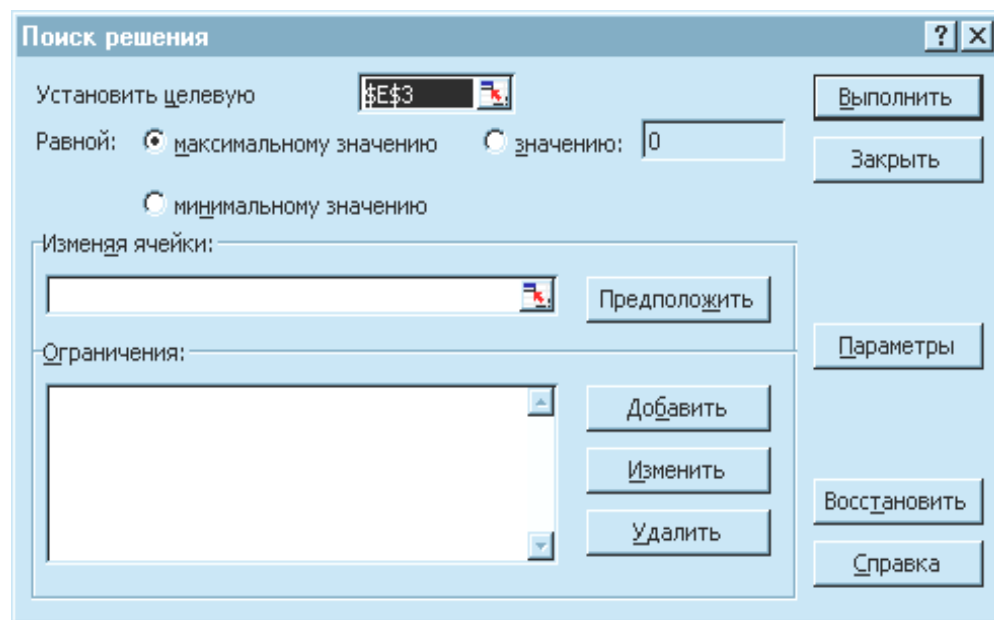 Поиск решения
Установить целевую $E$3
Выполнить
Равной: максимальному значению значению: 0
Закрыть
минимальному значению
Изменяя ячейки:
Предположить
Ограничения:
Параметры
Добавить
Изменить
Восстановить
Удалить
Справка